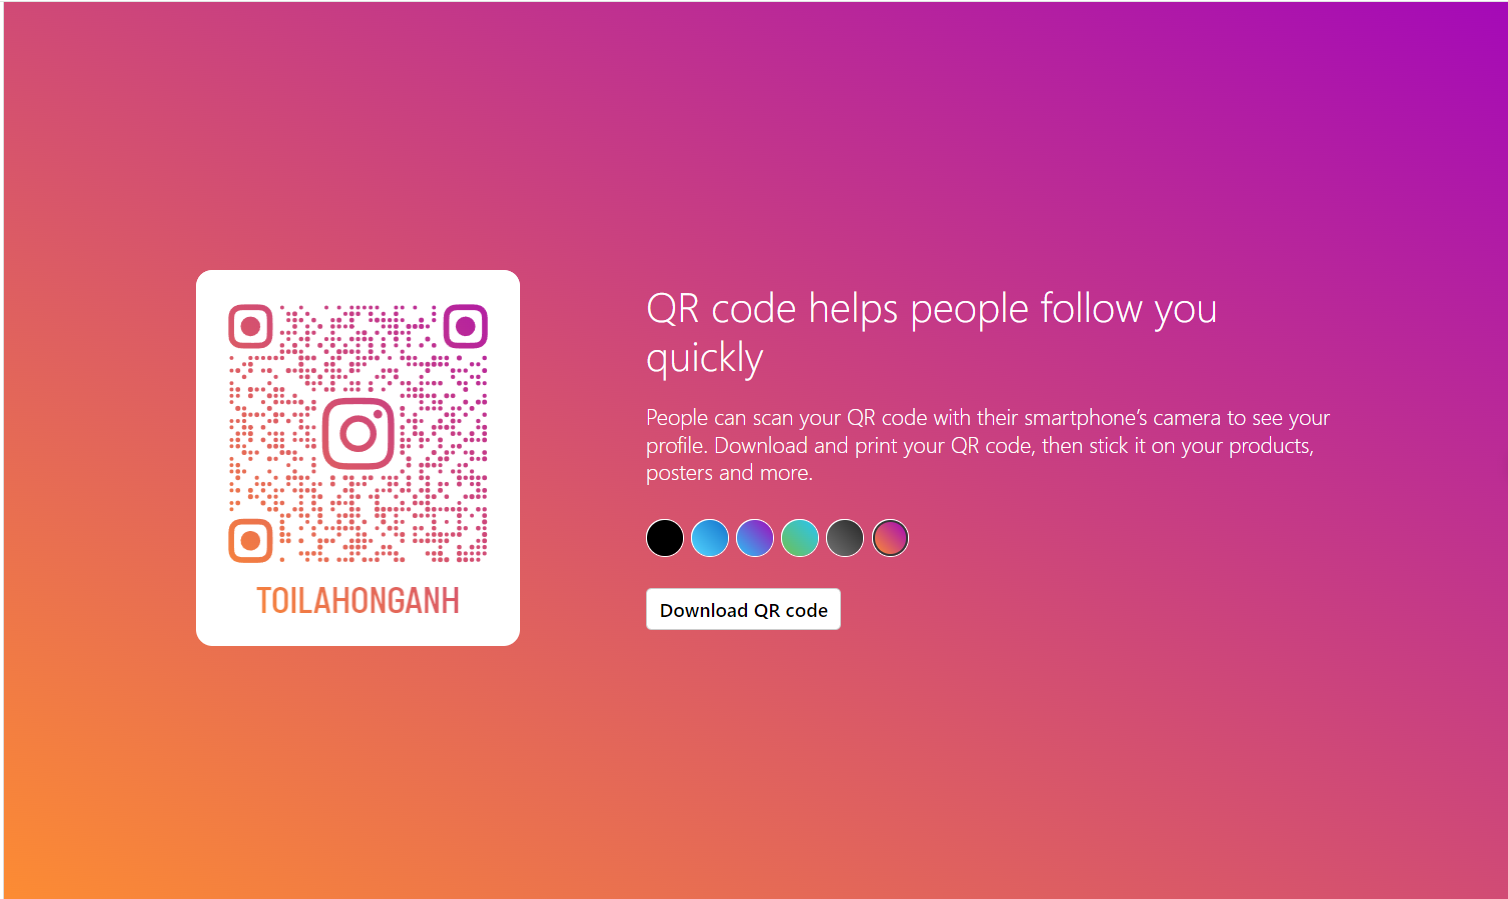 TOILAHONGANH
QR code helps people follow you
quickly
People can scan your QR code with their smartphone’s camera to see your
profile. Download and print your QR code, then stick it on your products,
posters and more.
Download QR code